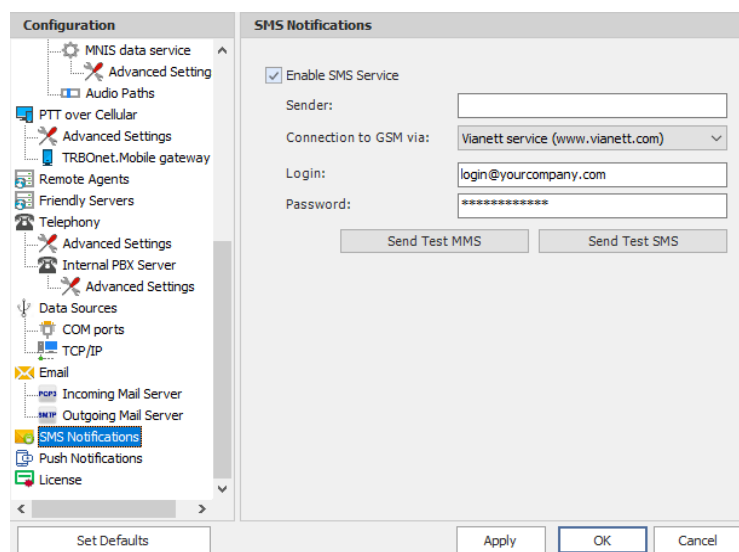 Configuration
MNIS data service
Advanced Setting
Audio Paths
PTT over Cellular
Advanced Settings
TRBOnet.Mobile gateway
Remote Agents
Friendly Servers
Telephony
Advanced Settings
Internal PBX Server
Advanced Settings
Data Sources
COM ports
TCP/IP
Email
POP3 Incoming Mail Server
SMTP Outgoing Mail Server
SMS Notifications
Push Notifications
License
Set Defaults
SMS Notifications
Enable SMS Service
Sender:
Connection to GSM via: Vianett service (www.vianett.com)
Login: login@yourcompany.com
Password: ************
Send Test MMS Send Test SMS
Apply OK Cancel